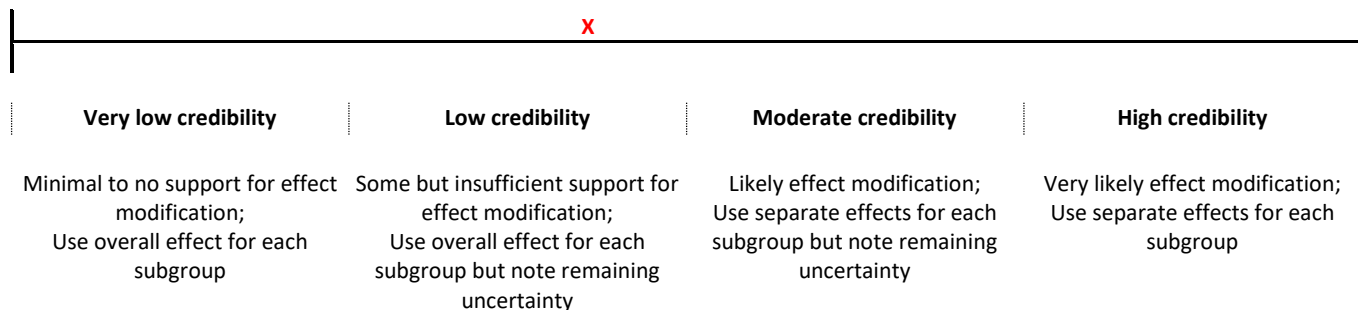 X
Very low credibility
Low credibility
Moderate credibility
High credibility
Minimal to no support for effect
modification;
Use overall effect for each
subgroup
Some but insufficient support for
effect modification;
Use overall effect for each
subgroup but note remaining
uncertainty
Likely effect modification;
Use separate effects for each
subgroup but note remaining
uncertainty
Very likely effect modification;
Use separate effects for each
subgroup